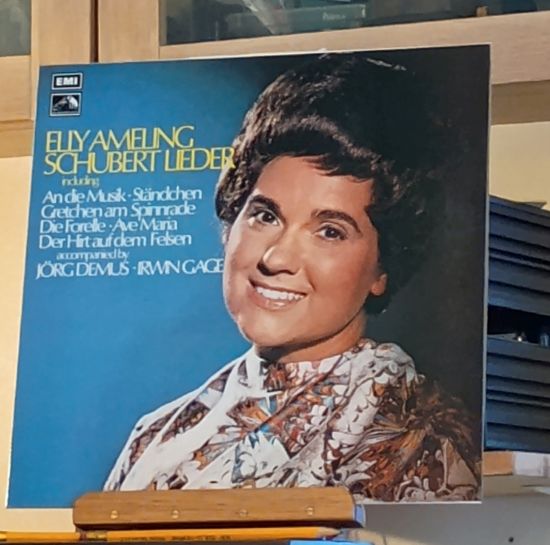 EMI
ELLY AMELING
SCHUBERT LIEDER
including
An die Musik · Ständchen
Gretchen am Spinnrade
Die Forelle · Ave Maria
Der Hirt auf dem Felsen
accompanied by
JÖRG DEMUS · IRWIN GAGE